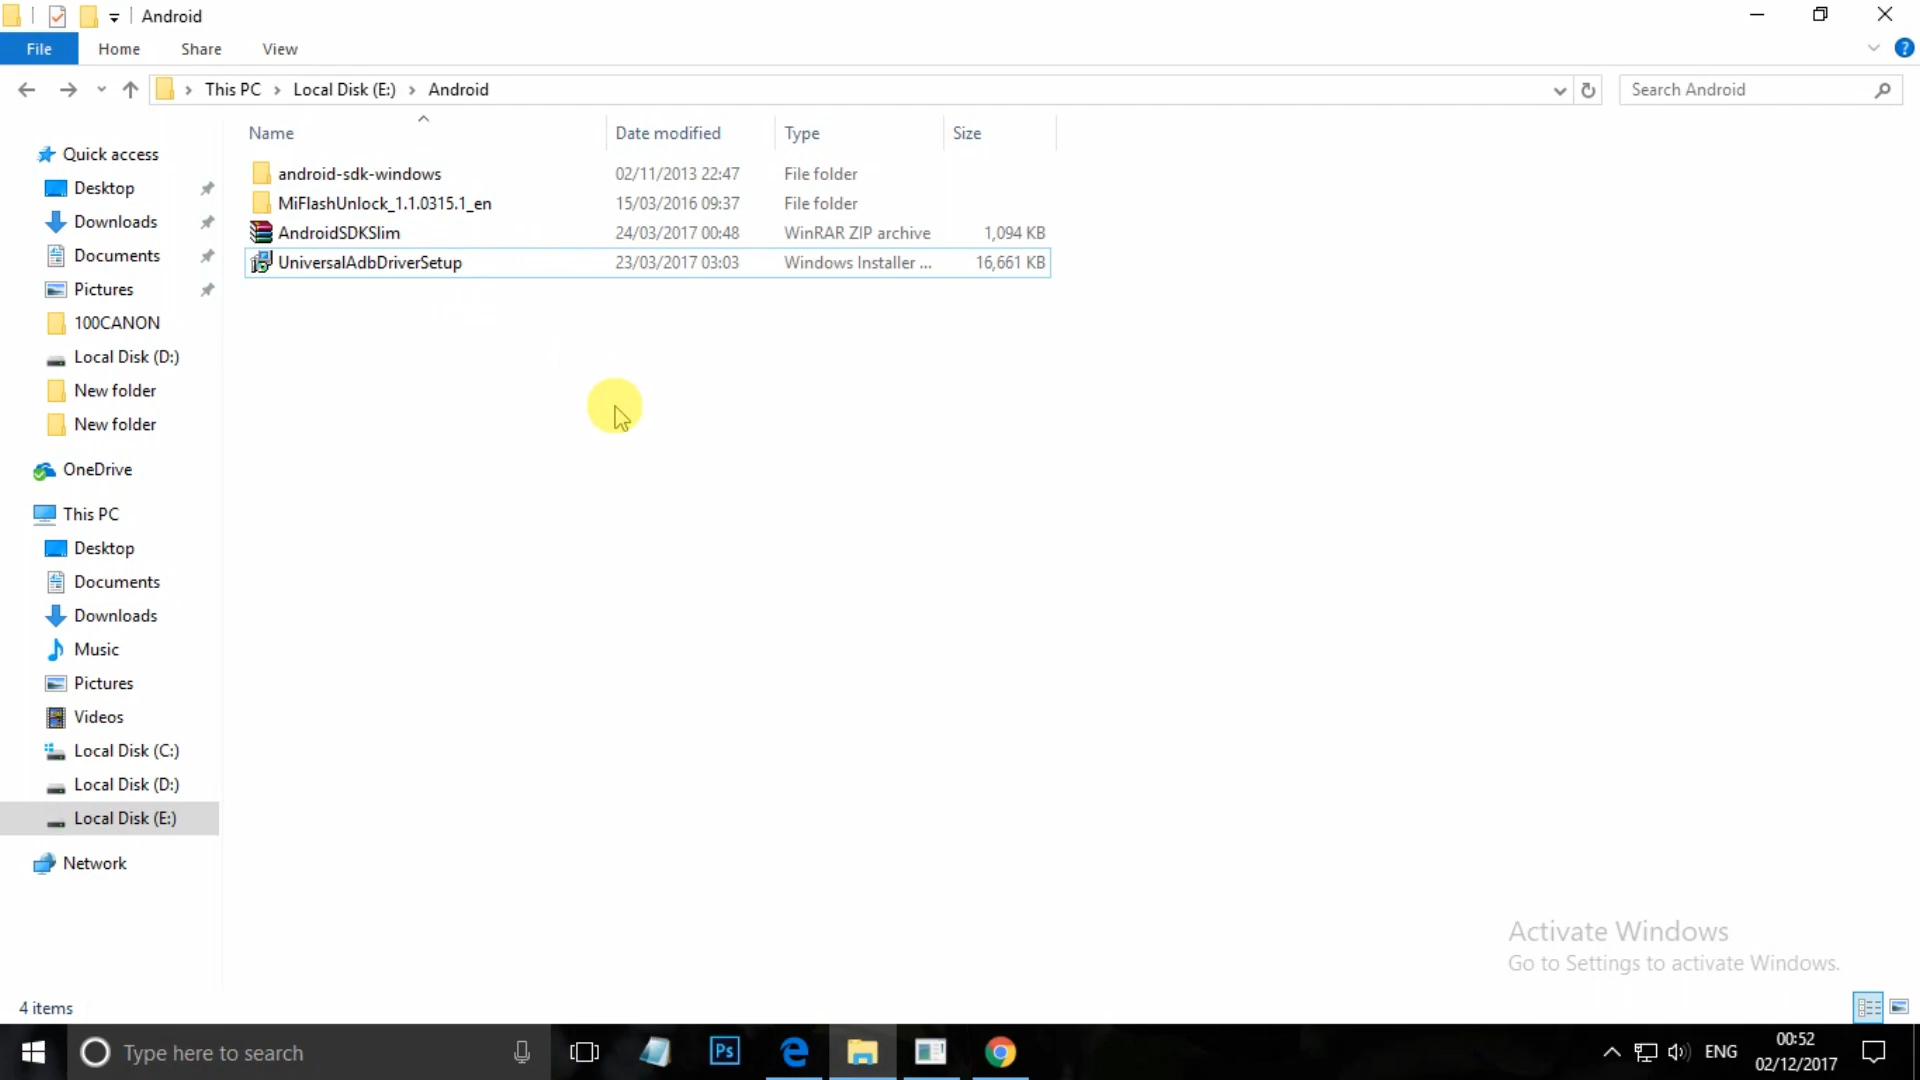 Android
File Home Share View
This PC Local Disk (E:) Android
Search Android
Name Date modified Type Size
android-sdk-windows 02/11/2013 22:47 File folder
MiFlashUnlock_1.1.0315.1_en 15/03/2016 09:37 File folder
AndroidSDKSlim 24/03/2017 00:48 WinRAR ZIP archive 1,094 KB
UniversalAdbDriverSetup 23/03/2017 03:03 Windows Installer ... 16,661 KB
Quick access
Desktop
Downloads
Documents
Pictures
100CANON
Local Disk (D:)
New folder
New folder
OneDrive
This PC
Desktop
Documents
Downloads
Music
Pictures
Videos
Local Disk (C:)
Local Disk (D:)
Local Disk (E:)
Network
Activate Windows
Go to Settings to activate Windows.
4 items
Type here to search
Ps
ENG
00:52
02/12/2017